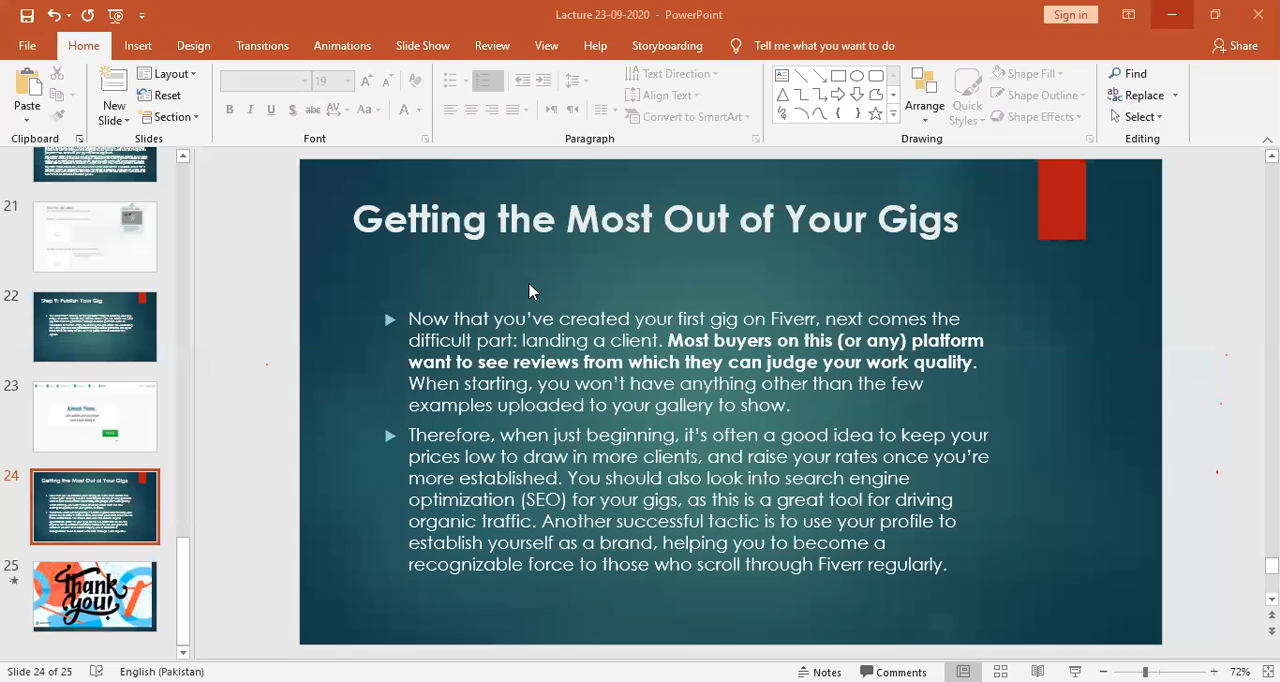 Lacture 23-09-2020 - PowerPoint
Sign in
File Home Insert Design Transitions Animations Slide Show Review View Help Storyboarding Tell me what you want to do Share
Paste
New Slide
Layout
Reset
Section
19
B I U S abc AV Aa A
Text Direction
Align Text
Convert to SmartArt
Arrange
Quick Styles
Shape Fill
Shape Outline
Shape Effects
Find
Replace
Select
Clipboard Slides Font Paragraph Drawing Editing
21
22
Step 9: Publish Your Gig
23
Almost There...
24
Getting the Most Out of Your Gigs
25
Thank you!
Getting the Most Out of Your Gigs
Now that you've created your first gig on Fiverr, next comes the
difficult part: landing a client. Most buyers on this (or any) platform
want to see reviews from which they can judge your work quality.
When starting, you won't have anything other than the few
examples uploaded to your gallery to show.
Therefore, when just beginning, it's often a good idea to keep your
prices low to draw in more clients, and raise your rates once you're
more established. You should also look into search engine
optimization (SEO) for your gigs, as this is a great tool for driving
organic traffic. Another successful tactic is to use your profile to
establish yourself as a brand, helping you to become a
recognizable force to those who scroll through Fiverr regularly.
Slide 24 of 25 English (Pakistan) Notes Comments 72%